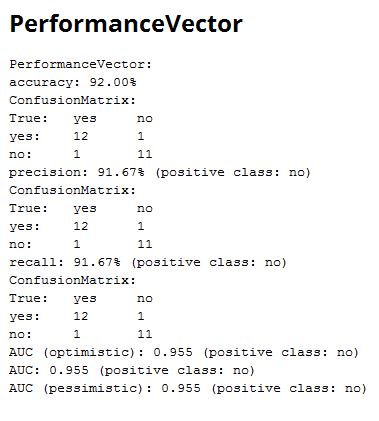 PerformanceVector
PerformanceVector:
accuracy: 92.00%
ConfusionMatrix:
True:   yes     no
yes:    12      1
no:     1       11
precision: 91.67% (positive class: no)
ConfusionMatrix:
True:   yes     no
yes:    12      1
no:     1       11
recall: 91.67% (positive class: no)
ConfusionMatrix:
True:   yes     no
yes:    12      1
no:     1       11
AUC (optimistic): 0.955 (positive class: no)
AUC: 0.955 (positive class: no)
AUC (pessimistic): 0.955 (positive class: no)